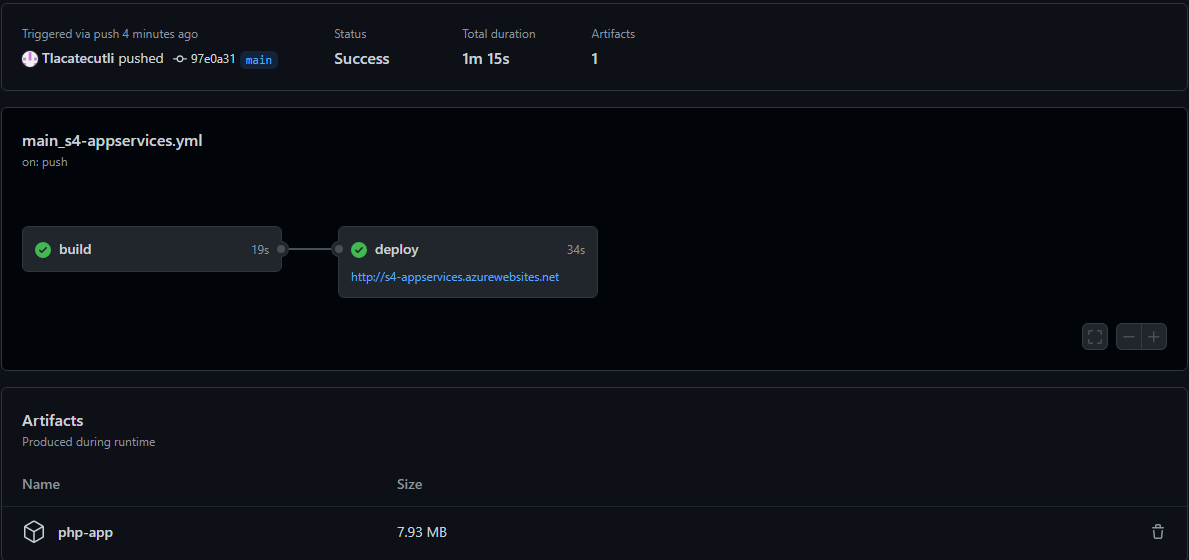 Triggered via push 4 minutes ago
Status
Total duration
Artifacts
Tlacatecutli pushed 97e0a31 main
Success
1m 15s
1
main_s4-appservices.yml
on: push
build
19s
deploy
34s
http://s4-appservices.azurewebsites.net
Artifacts
Produced during runtime
Name
Size
php-app
7.93 MB